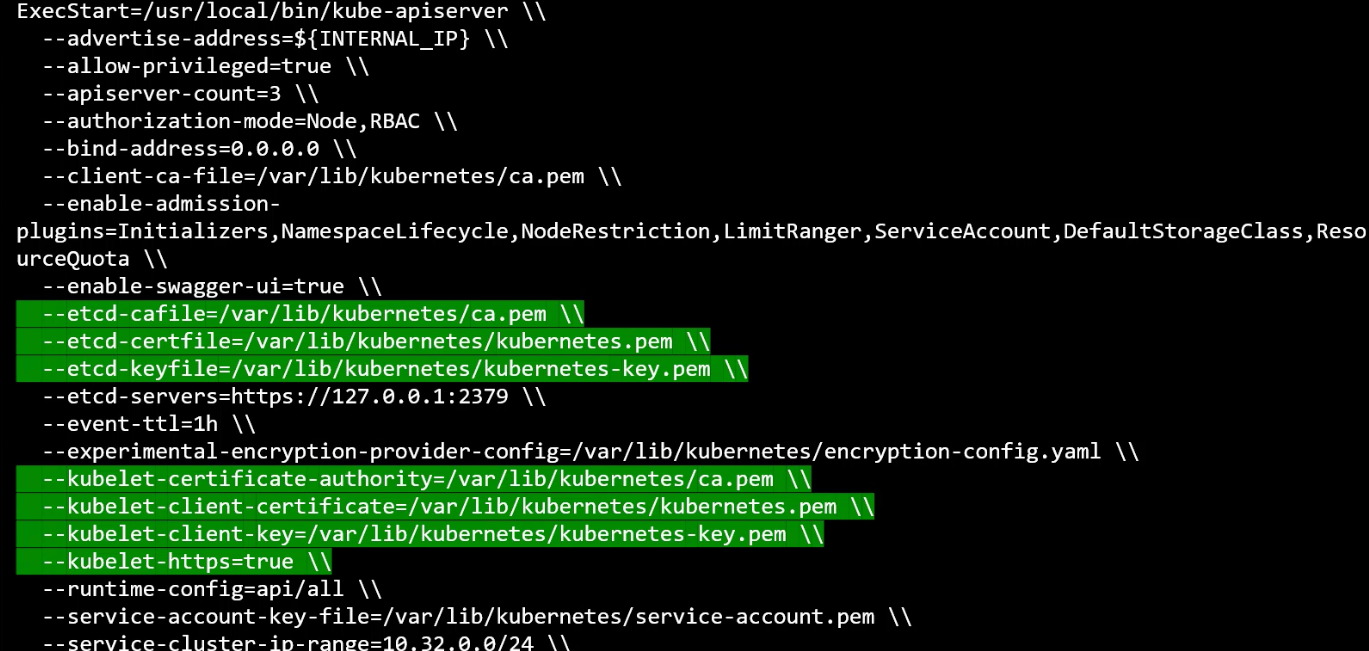 ExecStart=/usr/local/bin/kube-apiserver \\
--advertise-address=${INTERNAL_IP} \\
--allow-privileged=true \\
--apiserver-count=3 \\
--authorization-mode=Node,RBAC \\
--bind-address=0.0.0.0 \\
--client-ca-file=/var/lib/kubernetes/ca.pem \\
--enable-admission-
plugins=Initializers,NamespaceLifecycle,NodeRestriction,LimitRanger,ServiceAccount,DefaultStorageClass,Reso
urceQuota \\
--enable-swagger-ui=true \\
--etcd-cafile=/var/lib/kubernetes/ca.pem \\
--etcd-certfile=/var/lib/kubernetes/kubernetes.pem \\
--etcd-keyfile=/var/lib/kubernetes/kubernetes-key.pem \\
--etcd-servers=https://127.0.0.1:2379 \\
--event-ttl=1h \\
--experimental-encryption-provider-config=/var/lib/kubernetes/encryption-config.yaml \\
--kubelet-certificate-authority=/var/lib/kubernetes/ca.pem \\
--kubelet-client-certificate=/var/lib/kubernetes/kubernetes.pem \\
--kubelet-client-key=/var/lib/kubernetes/kubernetes-key.pem \\
--kubelet-https=true \\
--runtime-config=api/all \\
--service-account-key-file=/var/lib/kubernetes/service-account.pem \\
--service-cluster-ip-range=10.32.0.0/24 \\